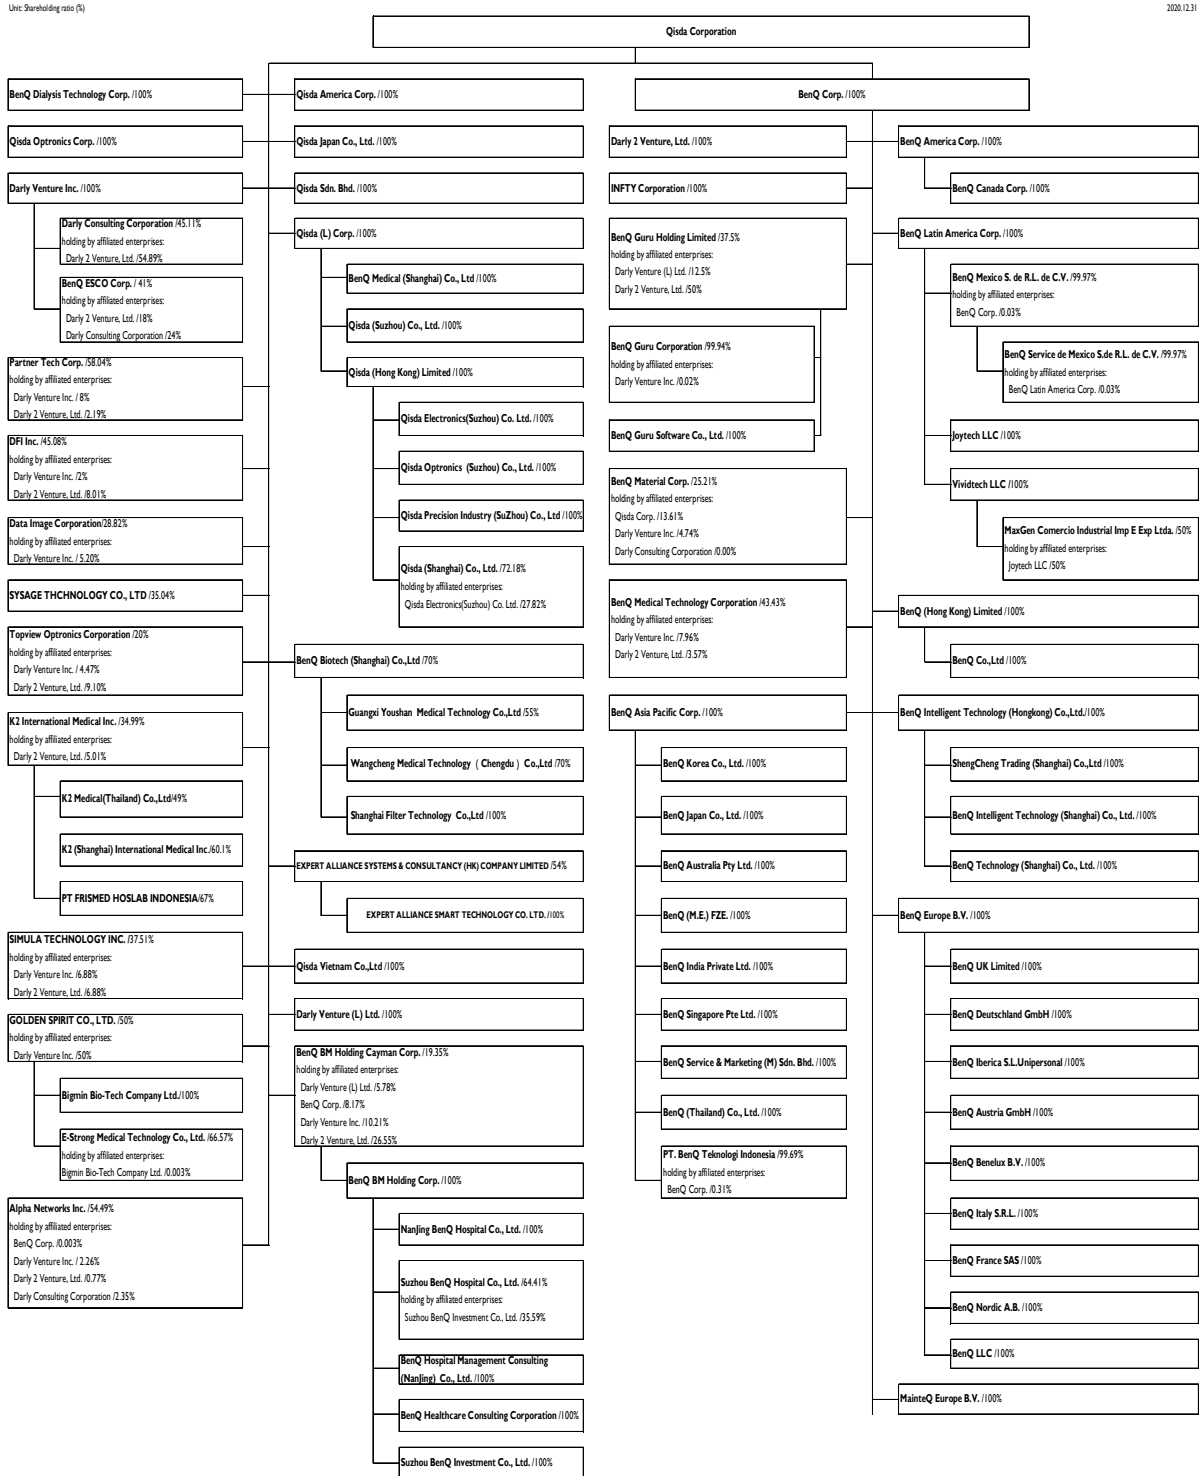 Unit: Shareholding ratio (%)
2020.12.31
Qisda Corporation
BenQ Dialysis Technology Corp. /100%
Qisda Optronics Corp. /100%
Darly Venture Inc. /100%
Darly Consulting Corporation /45.11%
holding by affiliated enterprises:
Darly 2 Venture, Ltd. /54.89%
BenQ ESCO Corp. / 41%
holding by affiliated enterprises:
Darly 2 Venture, Ltd. /18%
Darly Consulting Corporation /24%
Partner Tech Corp. /58.04%
holding by affiliated enterprises:
Darly Venture Inc. / 8%
Darly 2 Venture, Ltd. /2.19%
DFI Inc. /45.08%
holding by affiliated enterprises:
Darly Venture Inc. /2%
Darly 2 Venture, Ltd. /8.01%
Data Image Corporation/28.82%
holding by affiliated enterprises:
Darly Venture Inc. / 5.20%
SYSAGE THCHNOLOGY CO., LTD /35.04%
Topview Optronics Corporation /20%
holding by affiliated enterprises:
Darly Venture Inc. / 4.47%
Darly 2 Venture, Ltd. /9.10%
K2 International Medical Inc. /34.99%
holding by affiliated enterprises:
Darly 2 Venture, Ltd. /5.01%
K2 Medical(Thailand) Co.,Ltd/49%
K2 (Shanghai) International Medical Inc./60.1%
PT FRISMED HOSLAB INDONESIA/67%
SIMULA TECHNOLOGY INC. /37.51%
holding by affiliated enterprises:
Darly Venture Inc. /6.88%
Darly 2 Venture, Ltd. /6.88%
GOLDEN SPIRIT CO., LTD. /50%
holding by affiliated enterprises:
Darly Venture Inc. /50%
Bigmin Bio-Tech Company Ltd./100%
E-Strong Medical Technology Co., Ltd. /66.57%
holding by affiliated enterprises:
Bigmin Bio-Tech Company Ltd. /0.003%
Alpha Networks Inc. /54.49%
holding by affiliated enterprises:
BenQ Corp. /0.003%
Darly Venture Inc. / 2.26%
Darly 2 Venture, Ltd. /0.77%
Darly Consulting Corporation /2.35%
Qisda America Corp. /100%
Qisda Japan Co., Ltd. /100%
Qisda Sdn. Bhd. /100%
Qisda (L) Corp. /100%
BenQ Medical (Shanghai) Co., Ltd /100%
Qisda (Suzhou) Co., Ltd. /100%
Qisda (Hong Kong) Limited /100%
Qisda Electronics(Suzhou) Co. Ltd. /100%
Qisda Optronics (Suzhou) Co., Ltd. /100%
Qisda Precision Industry (SuZhou) Co., Ltd /100%
Qisda (Shanghai) Co., Ltd. /72.18%
holding by affiliated enterprises:
Qisda Electronics(Suzhou) Co. Ltd. /27.82%
BenQ Biotech (Shanghai) Co.,Ltd /70%
Guangxi Youshan Medical Technology Co.,Ltd /55%
Wangcheng Medical Technology ( Chengdu ) Co.,Ltd /70%
Shanghai Filter Technology Co.,Ltd /100%
EXPERT ALLIANCE SYSTEMS & CONSULTANCY (HK) COMPANY LIMITED /54%
EXPERT ALLIANCE SMART TECHNOLOGY CO. LTD. /100%
Qisda Vietnam Co.,Ltd /100%
Darly Venture (L) Ltd. /100%
BenQ BM Holding Cayman Corp. /19.35%
holding by affiliated enterprises:
Darly Venture (L) Ltd. /5.78%
BenQ Corp. /8.17%
Darly Venture Inc. /10.21%
Darly 2 Venture, Ltd. /26.55%
BenQ BM Holding Corp. /100%
NanJing BenQ Hospital Co., Ltd. /100%
Suzhou BenQ Hospital Co., Ltd. /64.41%
holding by affiliated enterprises:
Suzhou BenQ Investment Co., Ltd. /35.59%
BenQ Hospital Management Consulting
(NanJing) Co., Ltd. /100%
BenQ Healthcare Consulting Corporation /100%
Suzhou BenQ Investment Co., Ltd. /100%
BenQ Corp. /100%
Darly 2 Venture, Ltd. /100%
INFTY Corporation /100%
BenQ Guru Holding Limited /37.5%
holding by affiliated enterprises:
Darly Venture (L) Ltd. /12.5%
Darly 2 Venture, Ltd. /50%
BenQ Guru Corporation /99.94%
holding by affiliated enterprises:
Darly Venture Inc. /0.02%
BenQ Guru Software Co., Ltd. /100%
BenQ Material Corp. /25.21%
holding by affiliated enterprises:
Qisda Corp. /13.61%
Darly Venture Inc. /4.74%
Darly Consulting Corporation /0.00%
BenQ Medical Technology Corporation /43.43%
holding by affiliated enterprises:
Darly Venture Inc. /7.96%
Darly 2 Venture, Ltd. /3.57%
BenQ Asia Pacific Corp. /100%
BenQ Korea Co., Ltd. /100%
BenQ Japan Co., Ltd. /100%
BenQ Australia Pty Ltd. /100%
BenQ (M.E.) FZE. /100%
BenQ India Private Ltd. /100%
BenQ Singapore Pte Ltd. /100%
BenQ Service & Marketing (M) Sdn. Bhd. /100%
BenQ (Thailand) Co., Ltd. /100%
PT. BenQ Teknologi Indonesia /99.69%
holding by affiliated enterprises:
BenQ Corp. /0.31%
BenQ America Corp. /100%
BenQ Canada Corp. /100%
BenQ Latin America Corp. /100%
BenQ Mexico S. de R.L. de C.V. /99.97%
holding by affiliated enterprises:
BenQ Corp. /0.03%
BenQ Service de Mexico S.de R.L. de C.V. /99.97%
holding by affiliated enterprises:
BenQ Latin America Corp. /0.03%
Joytech LLC /100%
Vividtech LLC /100%
MaxGen Comercio Industrial Imp E Exp Ltda. /50%
holding by affiliated enterprises:
Joytech LLC /50%
BenQ (Hong Kong) Limited /100%
BenQ Co.,Ltd /100%
BenQ Intelligent Technology (Hongkong) Co.,Ltd./100%
ShengCheng Trading (Shanghai) Co.,Ltd /100%
BenQ Intelligent Technology (Shanghai) Co., Ltd. /100%
BenQ Technology (Shanghai) Co., Ltd. /100%
BenQ Europe B.V. /100%
BenQ UK Limited /100%
BenQ Deutschland GmbH /100%
BenQ Iberica S.L.Unipersonal /100%
BenQ Austria GmbH /100%
BenQ Benelux B.V. /100%
BenQ Italy S.R.L. /100%
BenQ France SAS /100%
BenQ Nordic A.B. /100%
BenQ LLC /100%
MainteQ Europe B.V. /100%